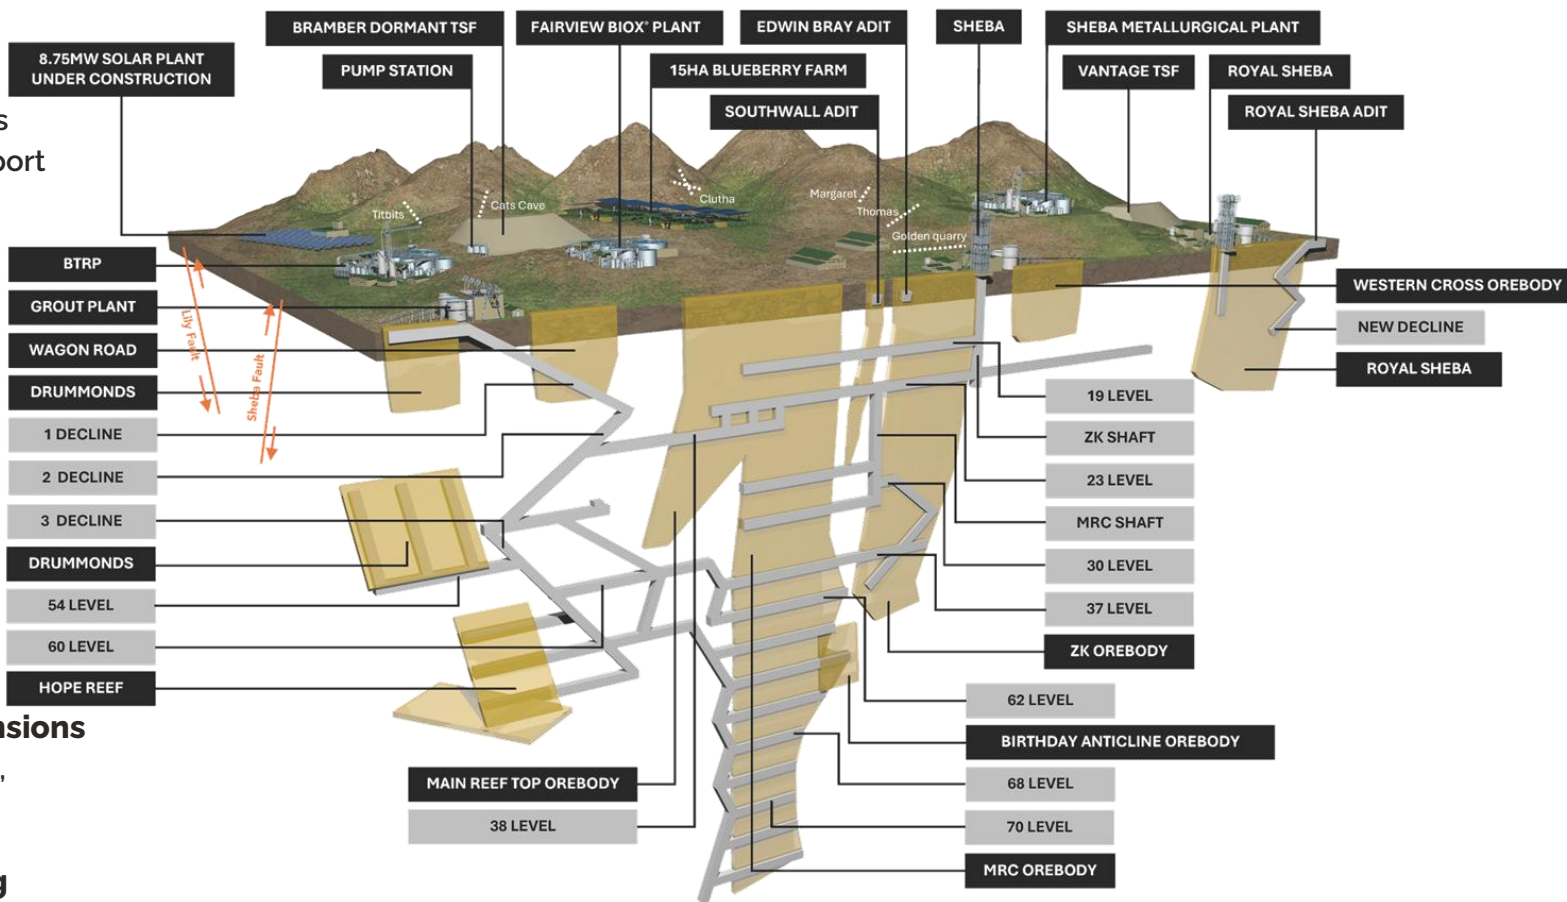 BRAMBER DORMANT TSF
FAIRVIEW BIOX® PLANT
EDWIN BRAY ADIT
SHEBA
SHEBA METALLURGICAL PLANT
8.75MW SOLAR PLANT
UNDER CONSTRUCTION
PUMP STATION
15HA BLUEBERRY FARM
VANTAGE TSF
ROYAL SHEBA
SOUTHWALL ADIT
ROYAL SHEBA ADIT
s
port
Titbits
Cats Cave
Clutha
Margaret
Thomas
Golden quarry
BTRP
GROUT PLANT
WAGON ROAD
DRUMMONDS
1 DECLINE
2 DECLINE
3 DECLINE
DRUMMONDS
54 LEVEL
60 LEVEL
HOPE REEF
Lily Fault
Sheba Fault
WESTERN CROSS OREBODY
NEW DECLINE
ROYAL SHEBA
19 LEVEL
ZK SHAFT
23 LEVEL
MRC SHAFT
30 LEVEL
37 LEVEL
ZK OREBODY
62 LEVEL
BIRTHDAY ANTICLINE OREBODY
68 LEVEL
70 LEVEL
MRC OREBODY
MAIN REEF TOP OREBODY
38 LEVEL
nsions
,
g